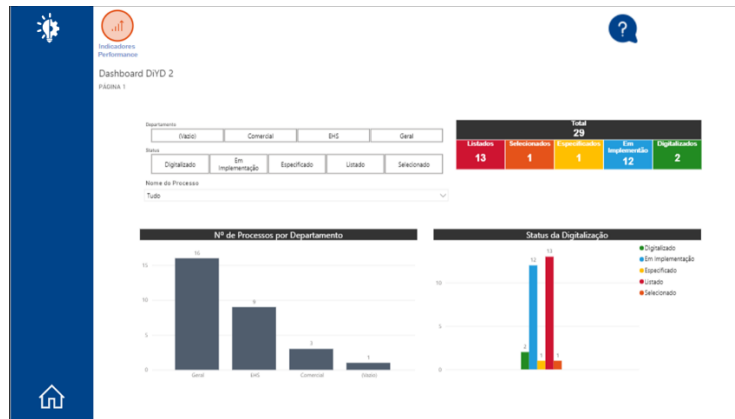 Indicadores
Performance
?
Dashboard DiYD 2
PÁGINA 1
Departamento
(Vazio) Comercial EHS Geral
Status
Digitalizado Em Implementação Especificado Listado Selecionado
Nome do Processo
Tudo
Total
29
Listados Selecionados Especificados Em Implementão Digitalizados
13 1 1 12 2
Nº de Processos por Departamento
15
10
5
0
16
9
3
1
Geral EHS Comercial (Vazio)
Status da Digitalização
10
5
0
2
12
1
13
1
Digitalizado
Em Implementação
Especificado
Listado
Selecionado